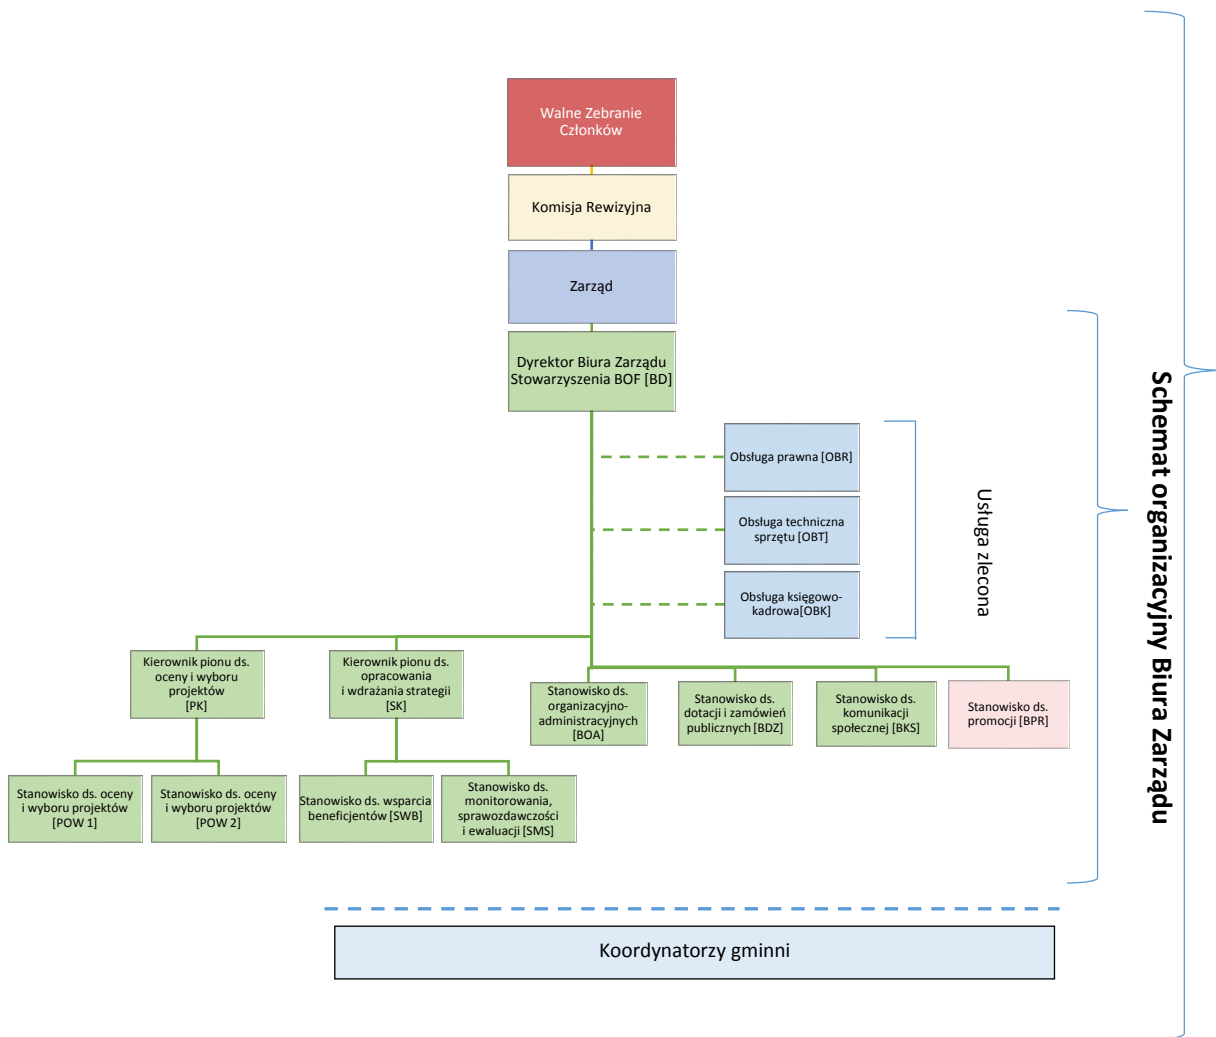 Walne Zebranie
Członków
Komisja Rewizyjna
Zarząd
Dyrektor Biura Zarządu
Stowarzyszenia BOF [BD]
Obsługa prawna [OBR]
Obsługa techniczna
sprzętu [OBT]
Obsługa księgowo-
kadrowa[OBK]
Usługa zlecona
Schemat organizacyjny Biura Zarządu
Kierownik pionu ds.
oceny i wyboru
projektów
[PK]
Kierownik pionu ds.
opracowania
i wdrażania strategii
[SK]
Stanowisko ds.
organizacyjno-
administracyjnych
[BOA]
Stanowisko ds.
dotacji i zamówień
publicznych [BDZ]
Stanowisko ds.
komunikacji
społecznej [BKS]
Stanowisko ds.
promocji [BPR]
Stanowisko ds. oceny
i wyboru projektów
[POW 1]
Stanowisko ds. oceny
i wyboru projektów
[POW 2]
Stanowisko ds. wsparcia
beneficjentów [SWB]
Stanowisko ds.
monitorowania,
sprawozdawczości
i ewaluacji [SMS]
Koordynatorzy gminni